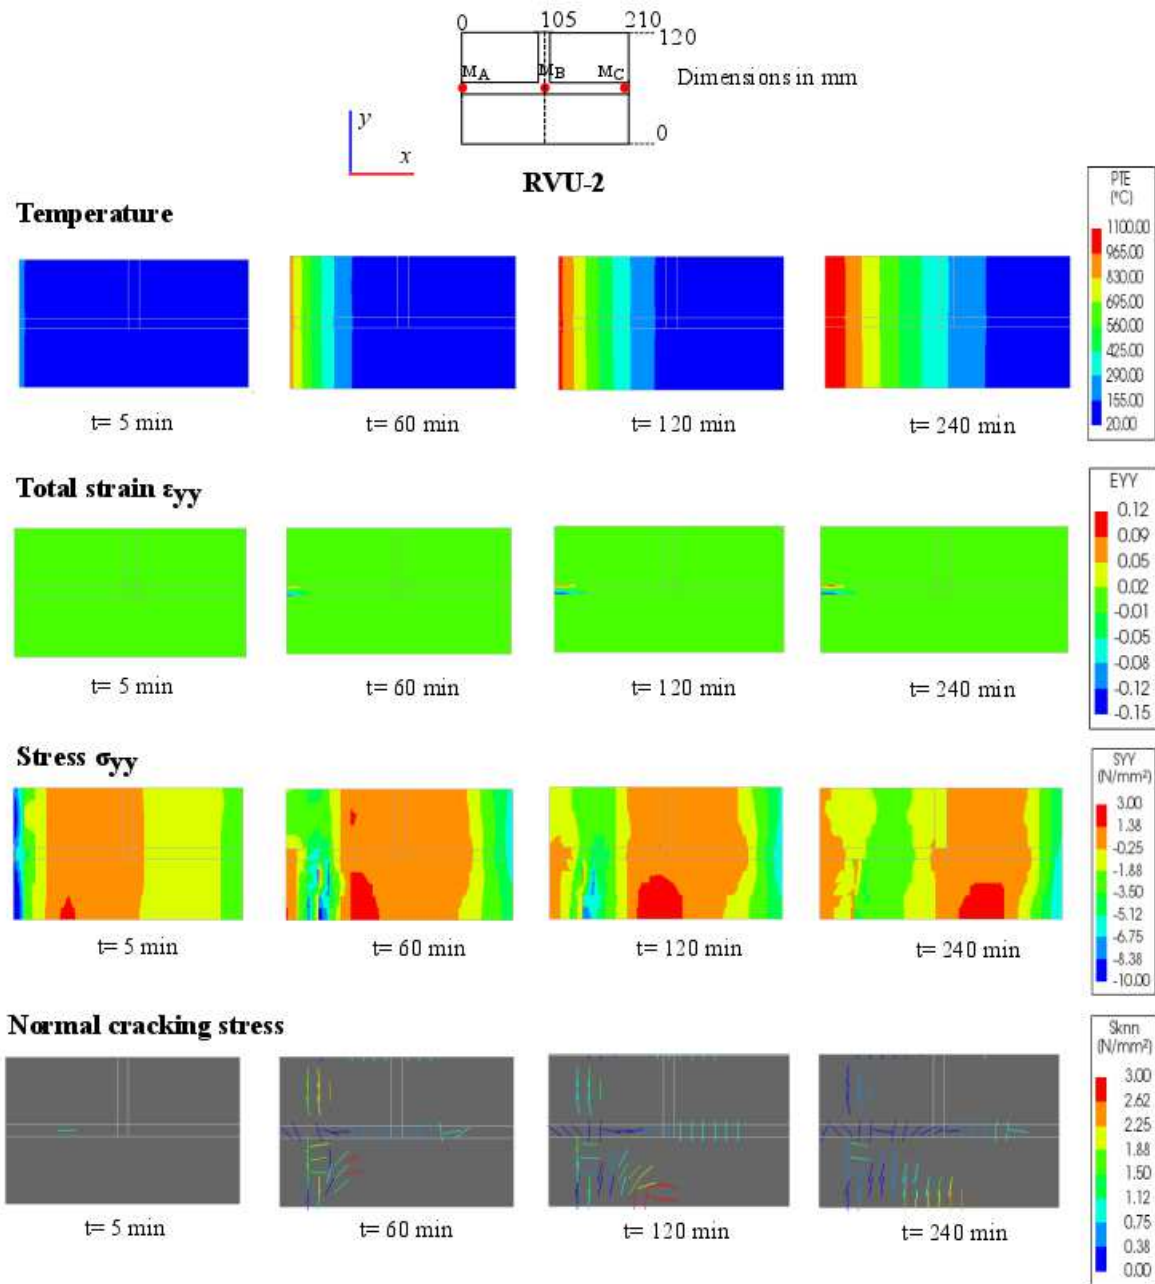 0 105 210
120
MA MB MC
Dimensions in mm
0
y
x
RVU-2
Temperature
PTE
(°C)
1100.00
965.00
830.00
695.00
560.00
425.00
290.00
155.00
20.00
t= 5 min t= 60 min t= 120 min t= 240 min
Total strain εyy
EYY
0.12
0.09
0.05
0.02
-0.01
-0.05
-0.08
-0.12
-0.15
t= 5 min t= 60 min t= 120 min t= 240 min
Stress σyy
SYY
(N/mm²)
3.00
1.38
-0.25
-1.88
-3.50
-5.12
-6.75
-8.38
-10.00
t= 5 min t= 60 min t= 120 min t= 240 min
Normal cracking stress
Sknn
(N/mm²)
3.00
2.62
2.25
1.88
1.50
1.12
0.75
0.38
0.00
t= 5 min t= 60 min t= 120 min t= 240 min